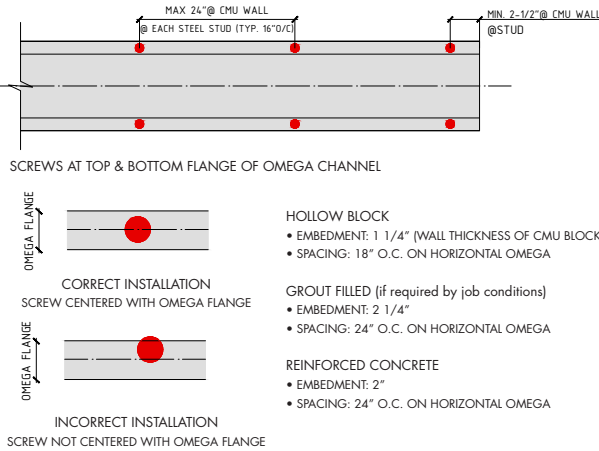 MAX 24"@ CMU WALL
@ EACH STEEL STUD (TYP. 16"O/C)
MIN. 2-1/2"@ CMU WALL
@STUD
SCREWS AT TOP & BOTTOM FLANGE OF OMEGA CHANNEL
OMEGA FLANGE
CORRECT INSTALLATION
SCREW CENTERED WITH OMEGA FLANGE
OMEGA FLANGE
INCORRECT INSTALLATION
SCREW NOT CENTERED WITH OMEGA FLANGE
HOLLOW BLOCK
• EMBEDMENT: 1 1/4" (WALL THICKNESS OF CMU BLOCK
• SPACING: 18" O.C. ON HORIZONTAL OMEGA
GROUT FILLED (if required by job conditions)
• EMBEDMENT: 2 1/4"
• SPACING: 24" O.C. ON HORIZONTAL OMEGA
REINFORCED CONCRETE
• EMBEDMENT: 2"
• SPACING: 24" O.C. ON HORIZONTAL OMEGA